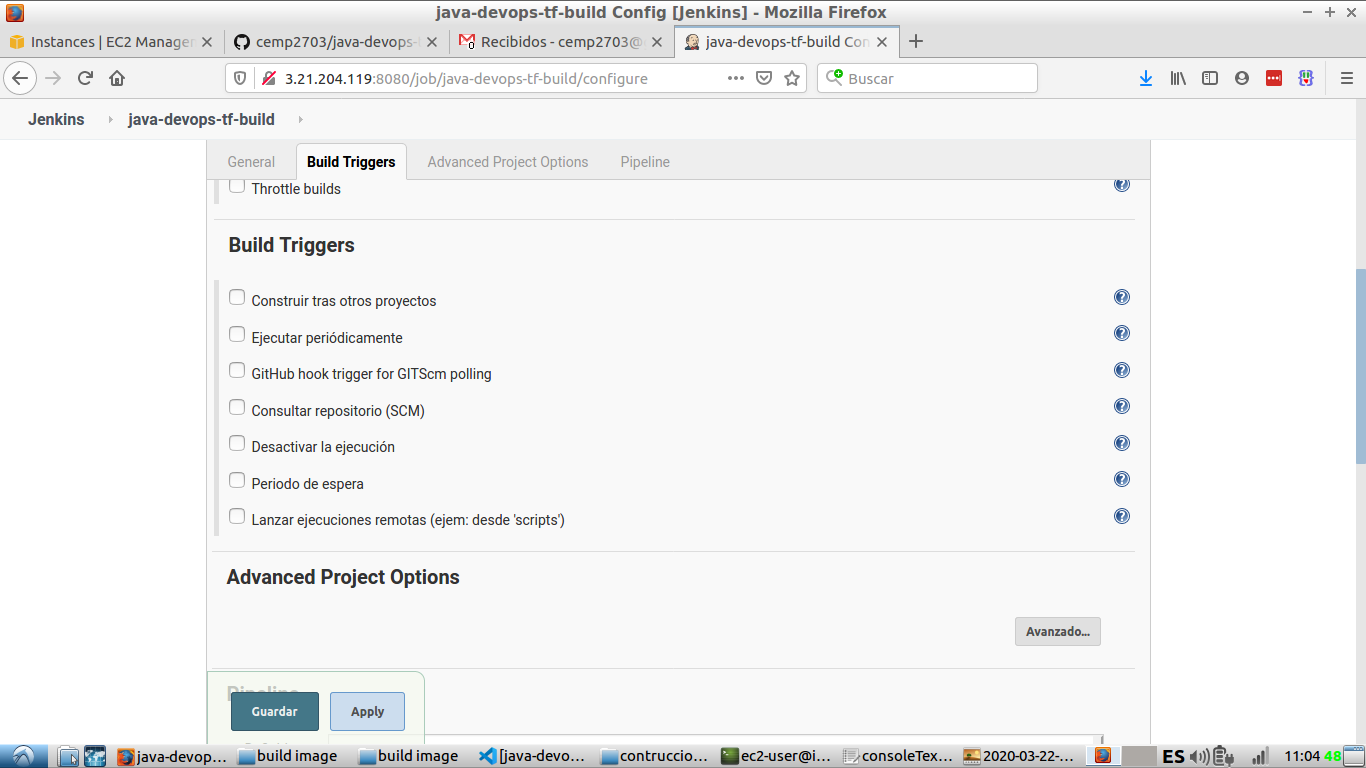 java-devops-tf-build Config [Jenkins] - Mozilla Firefox
Instances | EC2 Manager
cemp2703/java-devops-
Recibidos - cemp2703@
java-devops-tf-build Con
3.21.204.119:8080/job/java-devops-tf-build/configure
Buscar
Jenkins
java-devops-tf-build
General
Build Triggers
Advanced Project Options
Pipeline
Throttle builds
Build Triggers
Construir tras otros proyectos
Ejecutar periódicamente
GitHub hook trigger for GITScm polling
Consultar repositorio (SCM)
Desactivar la ejecución
Periodo de espera
Lanzar ejecuciones remotas (ejem: desde 'scripts')
Advanced Project Options
Avanzado...
Pipeline
Guardar
Apply
java-devop...
build image
build image
[java-devo...
contruccio...
ec2-user@i...
consoleTex...
2020-03-22-...
ES
11:04
48